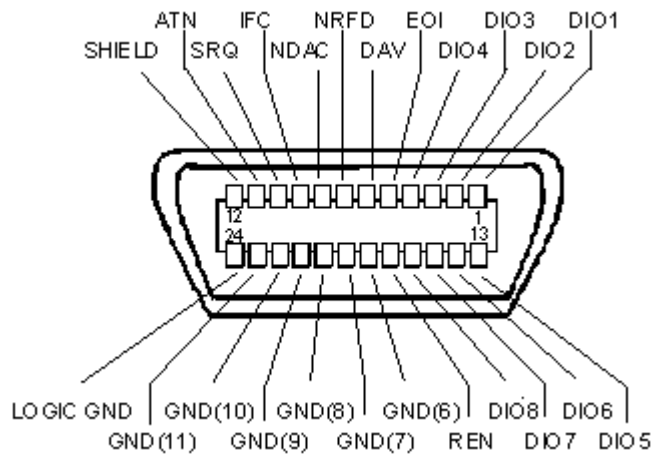 ATN IFC NRFD EOI DIO3 DIO1
SHIELD SRQ NDAC DAV DIO4 DIO2
12 1
24 13
LOGIC GND GND(10) GND(8) GND(6) DIO8 DIO6
GND(11) GND(9) GND(7) REN DIO7 DIO5